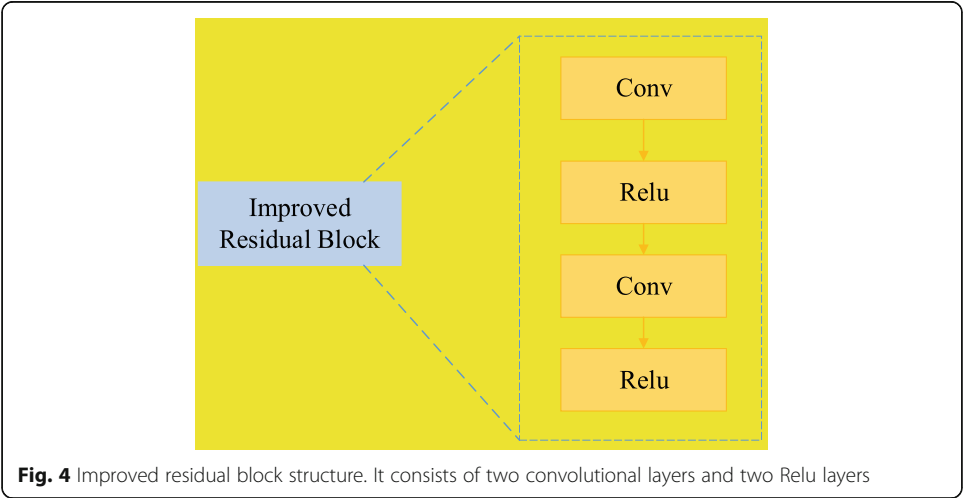 Improved
Residual Block
Conv
Relu
Conv
Relu
Fig. 4 Improved residual block structure. It consists of two convolutional layers and two Relu layers